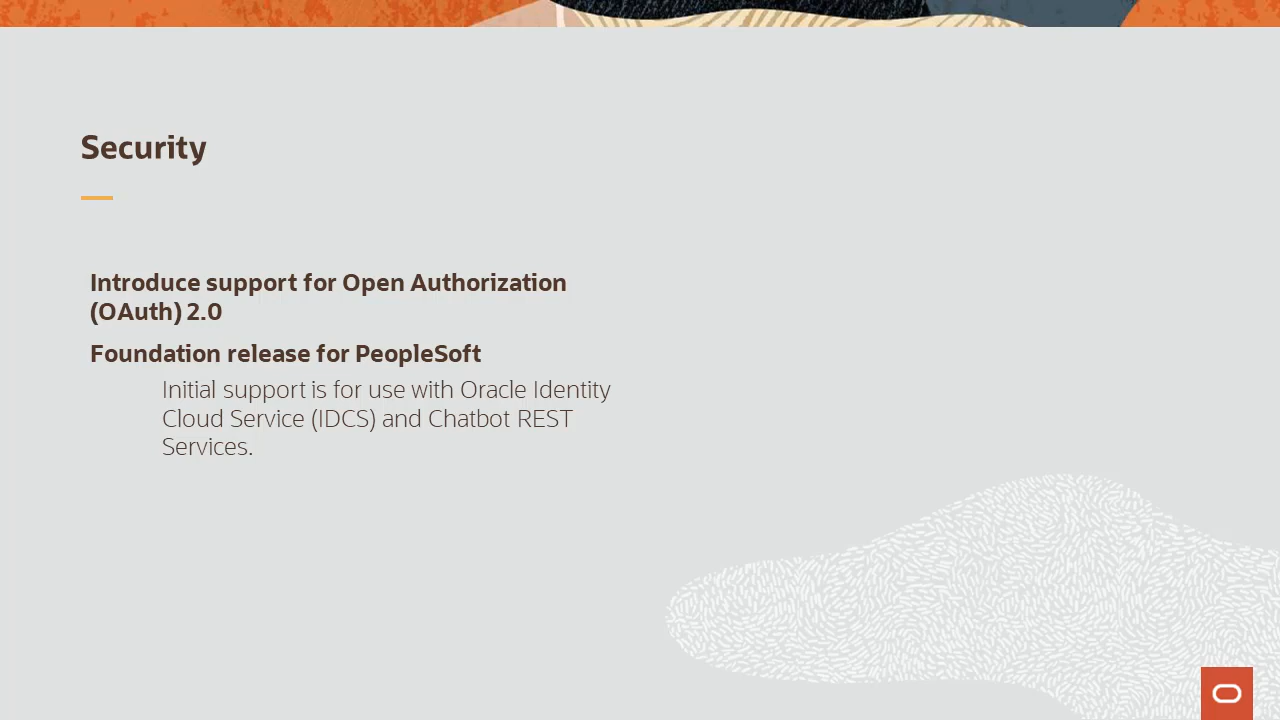 Security
Introduce support for Open Authorization
(OAuth) 2.0
Foundation release for PeopleSoft
Initial support is for use with Oracle Identity
Cloud Service (IDCS) and Chatbot REST
Services.